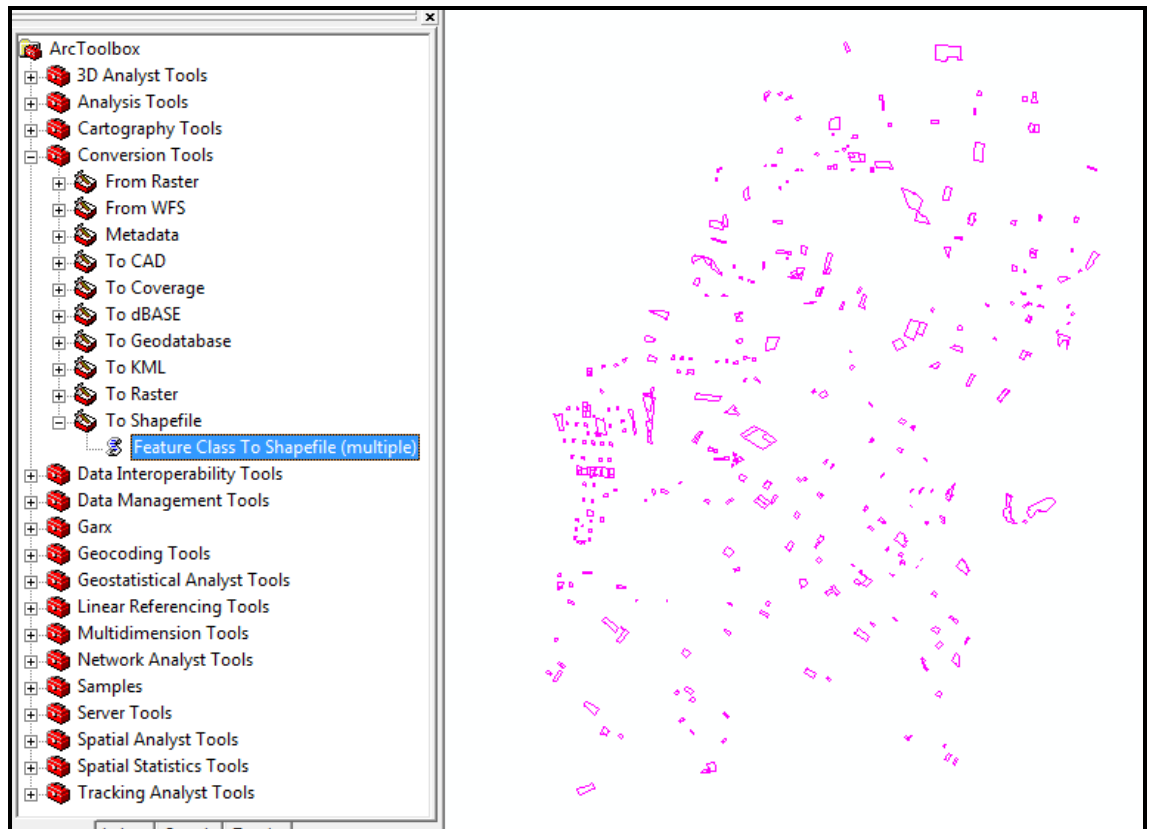 ArcToolbox
3D Analyst Tools
Analysis Tools
Cartography Tools
Conversion Tools
From Raster
From WFS
Metadata
To CAD
To Coverage
To dBASE
To Geodatabase
To KML
To Raster
To Shapefile
Feature Class To Shapefile (multiple)
Data Interoperability Tools
Data Management Tools
Garx
Geocoding Tools
Geostatistical Analyst Tools
Linear Referencing Tools
Multidimension Tools
Network Analyst Tools
Samples
Server Tools
Spatial Analyst Tools
Spatial Statistics Tools
Tracking Analyst Tools